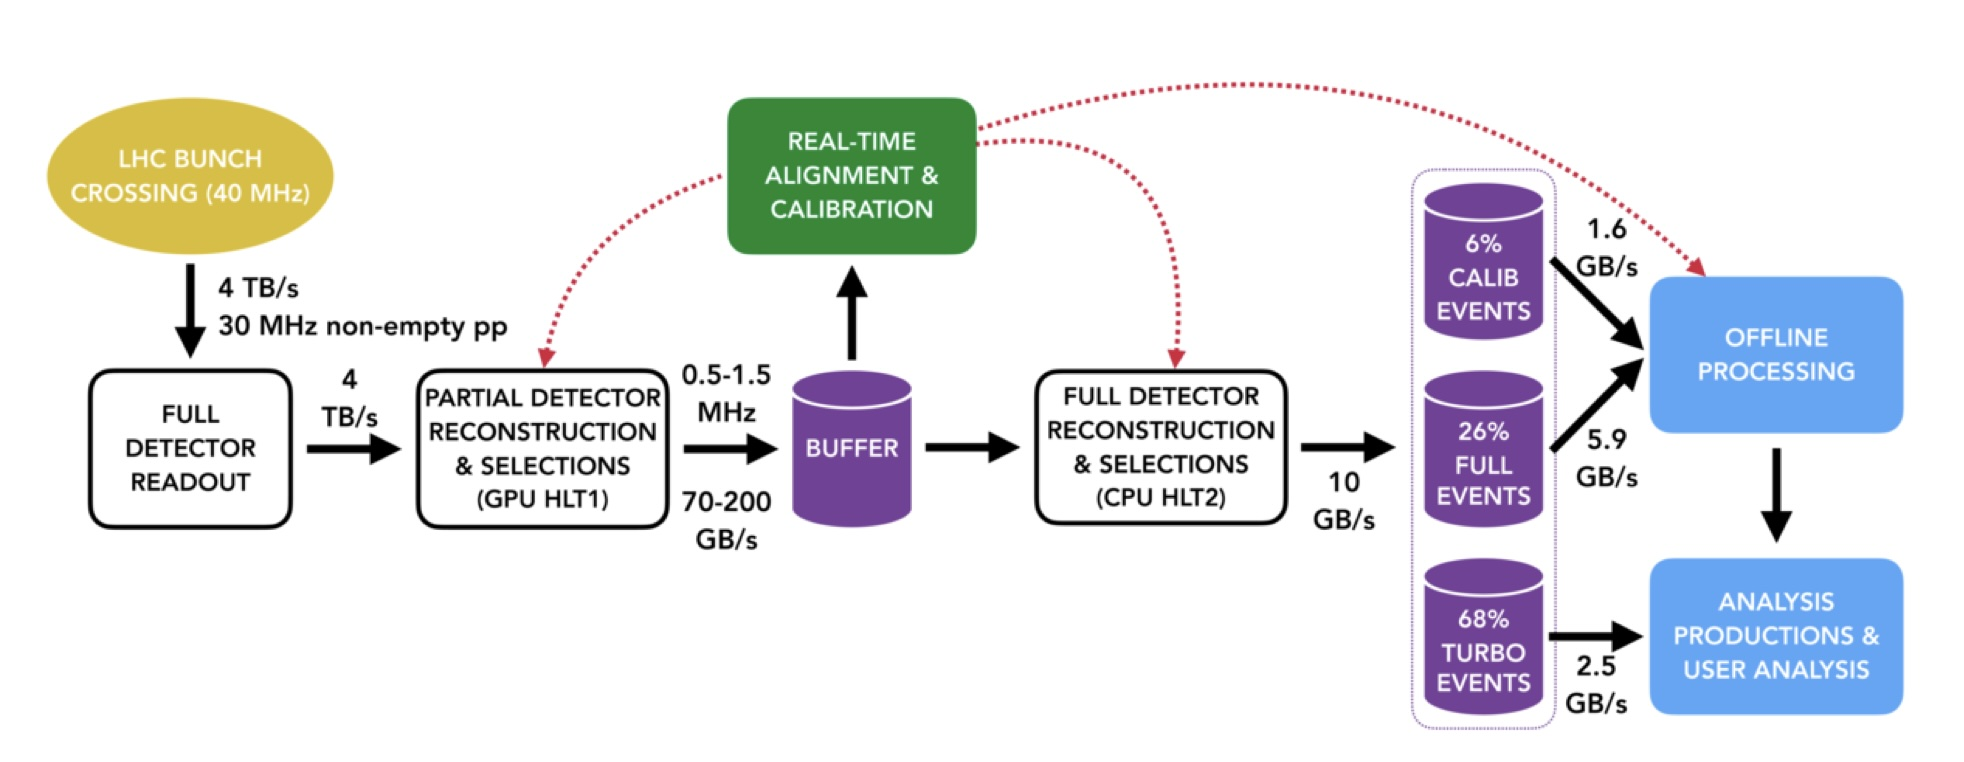 LHC BUNCH
CROSSING (40 MHz)
4 TB/s
30 MHz non-empty pp
FULL
DETECTOR
READOUT
4
TB/s
PARTIAL DETECTOR
RECONSTRUCTION
& SELECTIONS
(GPU HLT1)
0.5-1.5
MHz
70-200
GB/s
BUFFER
REAL-TIME
ALIGNMENT &
CALIBRATION
FULL DETECTOR
RECONSTRUCTION
& SELECTIONS
(CPU HLT2)
10
GB/s
6%
CALIB
EVENTS
26%
FULL
EVENTS
68%
TURBO
EVENTS
1.6
GB/s
5.9
GB/s
2.5
GB/s
OFFLINE
PROCESSING
ANALYSIS
PRODUCTIONS &
USER ANALYSIS